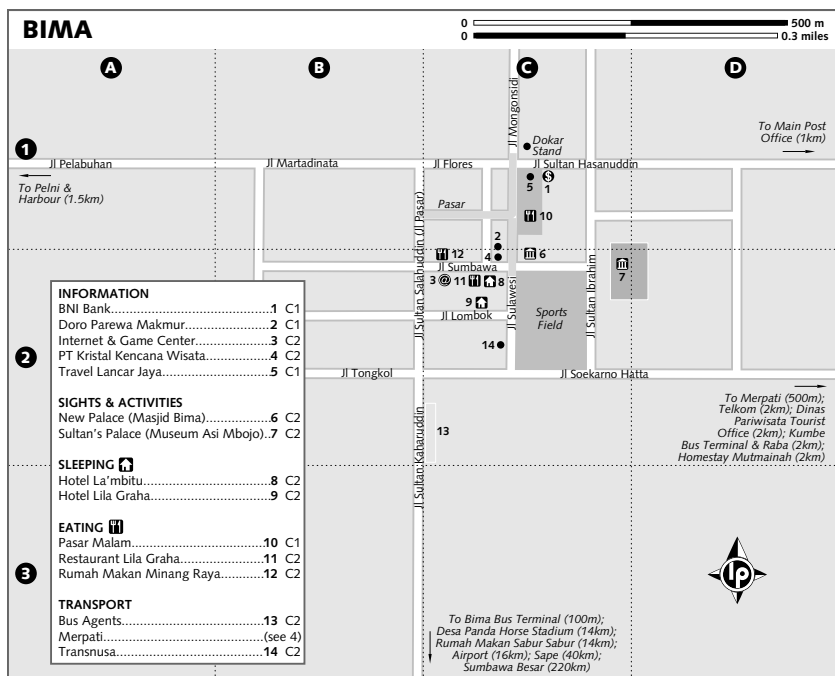 BIMA
0 500 m
0 0.3 miles
A B C D
1
2
3
Jl Mongonsidi
Dokar
Stand
To Main Post
Office (1km)
Jl Pelabuhan
Jl Martadinata
Jl Flores
Jl Sultan Hasanuddin
To Pelni &
Harbour (1.5km)
5
$
1
Pasar
10
Jl Sultan Salahuddin (Jl Pasar)
2
12
4
6
Jl Sumbawa
7
3 @ 11 8
9
Jl Lombok
Jl Sulawesi
Sports
Field
Jl Sultan Ibrahim
14
Jl Tongkol
Jl Soekarno Hatta
13
Jl Sultan Kaharuddin
To Merpati (500m);
Telkom (2km); Dinas
Pariwisata Tourist
Office (2km); Kumbe
Bus Terminal & Raba (2km);
Homestay Mutmainah (2km)
INFORMATION
BNI Bank.......................................1 C1
Doro Parewa Makmur...................2 C1
Internet & Game Center................3 C2
PT Kristal Kencana Wisata.............4 C2
Travel Lancar Jaya.........................5 C1
SIGHTS & ACTIVITIES
New Palace (Masjid Bima).............6 C2
Sultan's Palace (Museum Asi Mbojo)..7 C2
SLEEPING
Hotel La'mbitu..............................8 C2
Hotel Lila Graha............................9 C2
EATING
Pasar Malam...............................10 C1
Restaurant Lila Graha..................11 C2
Rumah Makan Minang Raya........12 C2
TRANSPORT
Bus Agents..................................13 C2
Merpati....................................(see 4)
Transnusa...................................14 C2
To Bima Bus Terminal (100m);
Desa Panda Horse Stadium (14km);
Rumah Makan Sabur Sabur (14km);
Airport (16km); Sape (40km);
Sumbawa Besar (220km)
lp